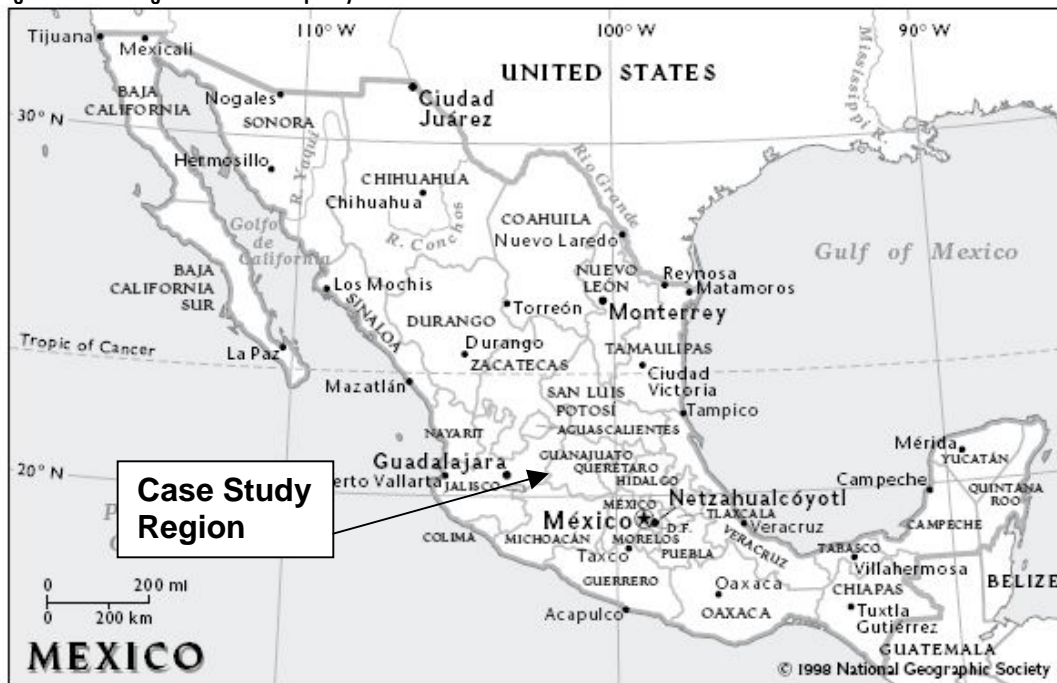 110° W
100° W
90° W
Tijuana
Mexicali
UNITED STATES
Mississippi R.
BAJA
CALIFORNIA
Nogales
SONORA
Ciudad
Juárez
30° N
Hermosillo
R. Yaqui
CHIHUAHUA
Chihuahua
R. Conchos
Rio Grande
COAHUILA
Nuevo Laredo
Golfo
de
California
Gulf of Mexico
BAJA
CALIFORNIA
SUR
Los Mochis
SINALOA
NUEVO
LEÓN
Reynosa
Matamoros
Torreón
Monterrey
DURANGO
Tropic of Cancer
La Paz
Durango
ZACATECAS
TAMAULIPAS
Ciudad
Victoria
Mazatlán
SAN LUIS
POTOSÍ
Tampico
AGUASCALIENTES
NAYARIT
Mérida
YUCATÁN
GUANAJUATO
QUERÉTARO
HIDALGO
20° N
Guadalajara
erto Vallarta
JALISCO
Campeche
QUINTANA
ROO
Case Study
Region
Netzahualcóyotl
MÉXICO
México
D.F.
TLAXCALA
Veracruz
CAMPECHE
COLIMA
MICHOACÁN
MORELOS
PUEBLA
VERACRUZ
Taxco
TABASCO
Villahermosa
GUERRERO
Oaxaca
CHIAPAS
BELIZE
0 200 mi
0 200 km
Acapulco
OAXACA
Tuxtla
Gutiérrez
GUATEMALA
MEXICO
© 1998 National Geographic Society